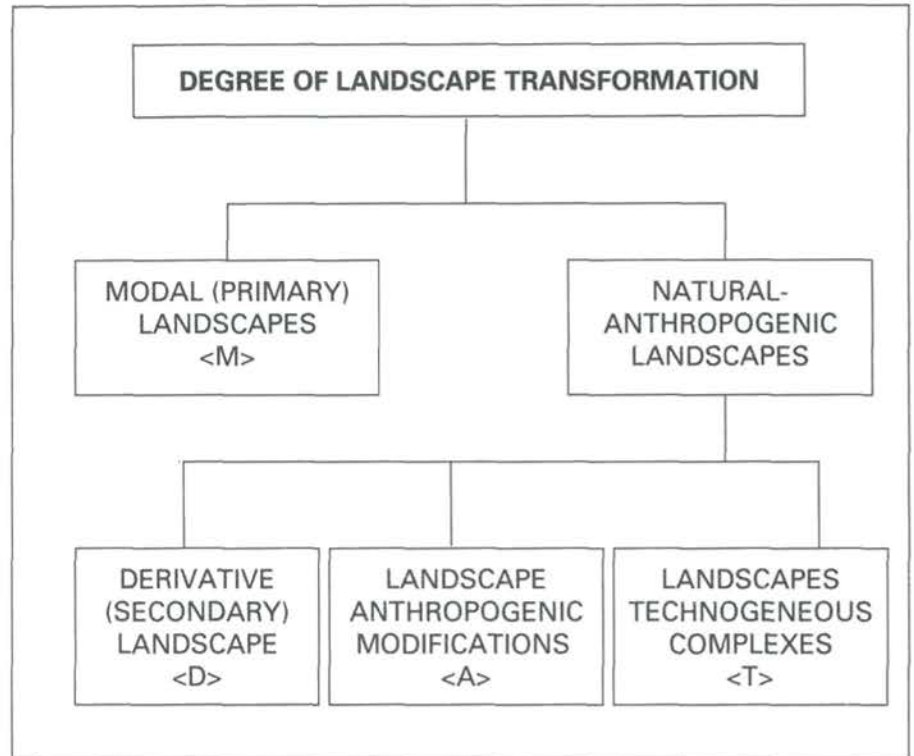 DEGREE OF LANDSCAPE TRANSFORMATION
MODAL (PRIMARY)
LANDSCAPES
<M>
NATURAL-
ANTHROPOGENIC
LANDSCAPES
DERIVATIVE
(SECONDARY)
LANDSCAPE
<D>
LANDSCAPE
ANTHROPOGENIC
MODIFICATIONS
<A>
LANDSCAPES
TECHNOGENEOUS
COMPLEXES
<T>